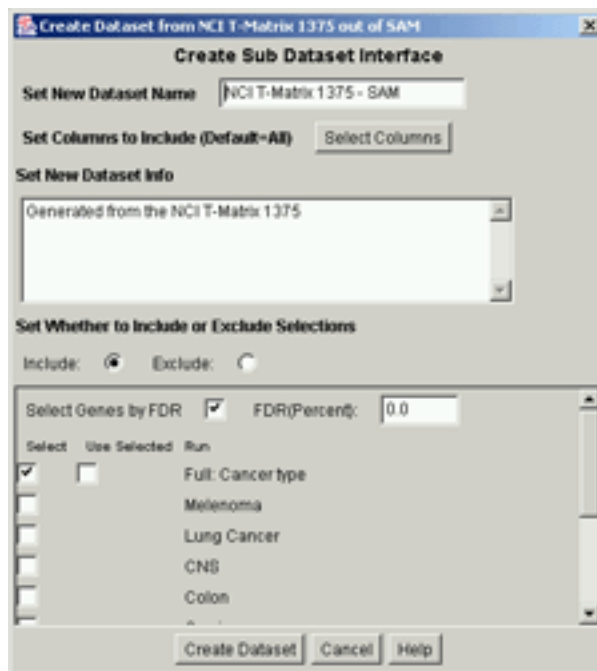 Create Dataset from NCI T-Matrix 1375 out of SAM
Create Sub Dataset Interface
Set New Dataset Name NCI T-Matrix 1375 - SAM
Set Columns to Include (Default=All) Select Columns
Set New Dataset Info
Generated from the NCI T-Matrix 1375
Set Whether to Include or Exclude Selections
Include: Exclude:
Select Genes by FDR FDR(Percent): 0.0
Select Use Selected Run
Full: Cancer type
Melenoma
Lung Cancer
CNS
Colon
Create Dataset Cancel Help